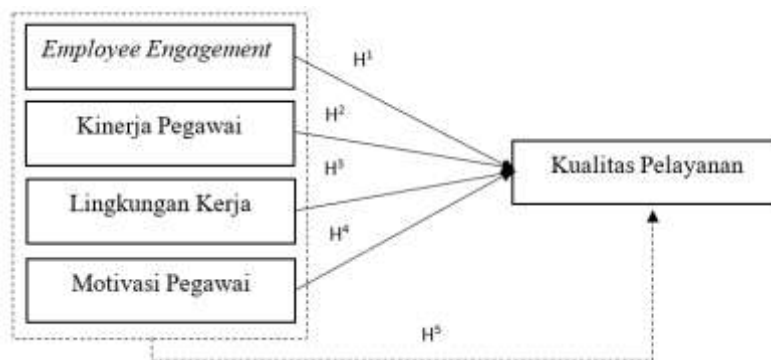 Employee Engagement
H¹
Kinerja Pegawai
H²
Kualitas Pelayanan
H³
Lingkungan Kerja
H⁴
Motivasi Pegawai
H⁵